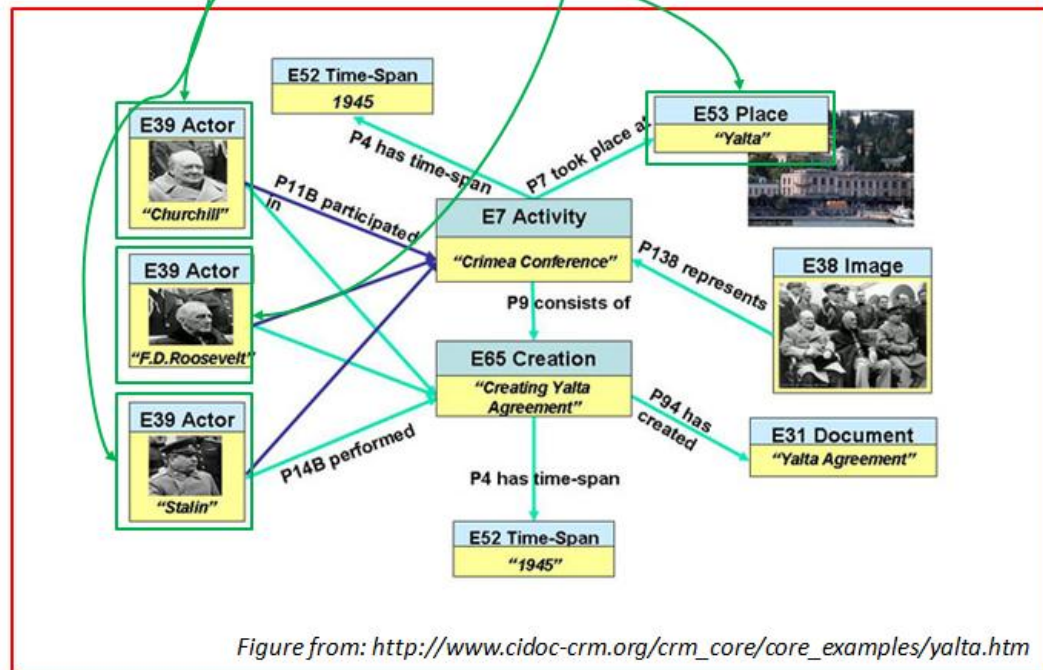 E52 Time-Span
1945
E39 Actor
"Churchill"
E53 Place
"Yalta"
P4 has time-span
P7 took place at
P11B participated
in
E7 Activity
"Crimea Conference"
E39 Actor
"F.D.Roosevelt"
P138 represents
E38 Image
P9 consists of
E65 Creation
"Creating Yalta
Agreement"
E39 Actor
"Stalin"
P14B performed
P94 has
created
E31 Document
"Yalta Agreement"
P4 has time-span
E52 Time-Span
"1945"
Figure from: http://www.cidoc-crm.org/crm_core/core_examples/yalta.htm